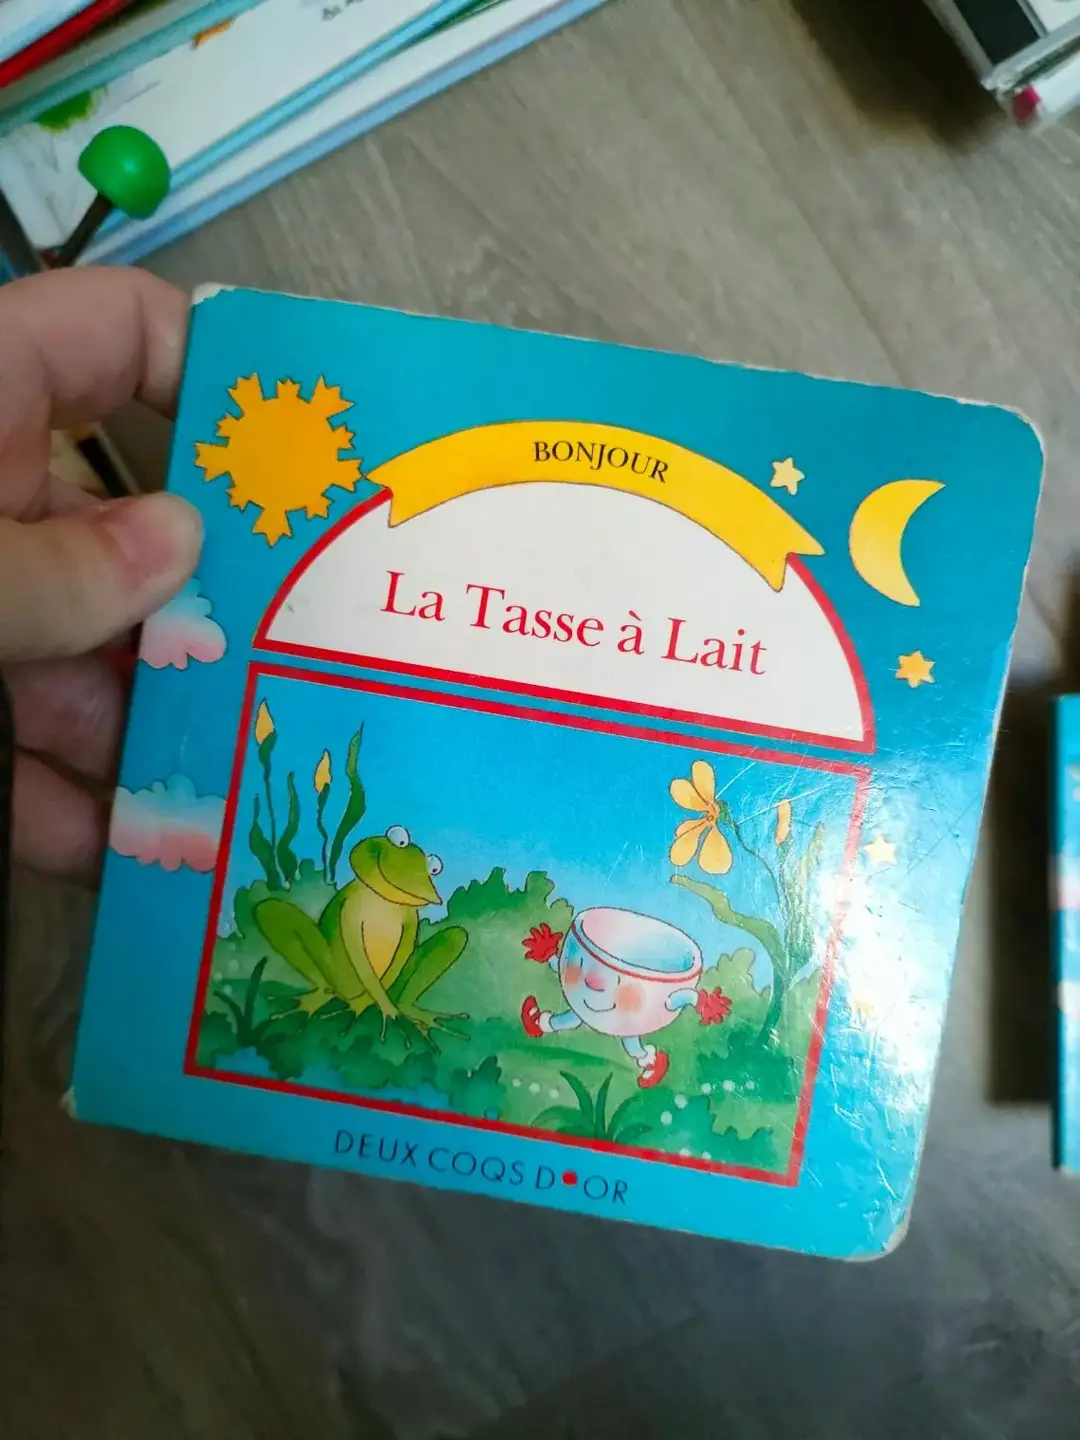 BONJOUR
La Tasse à Lait
DEUX COQS D•OR